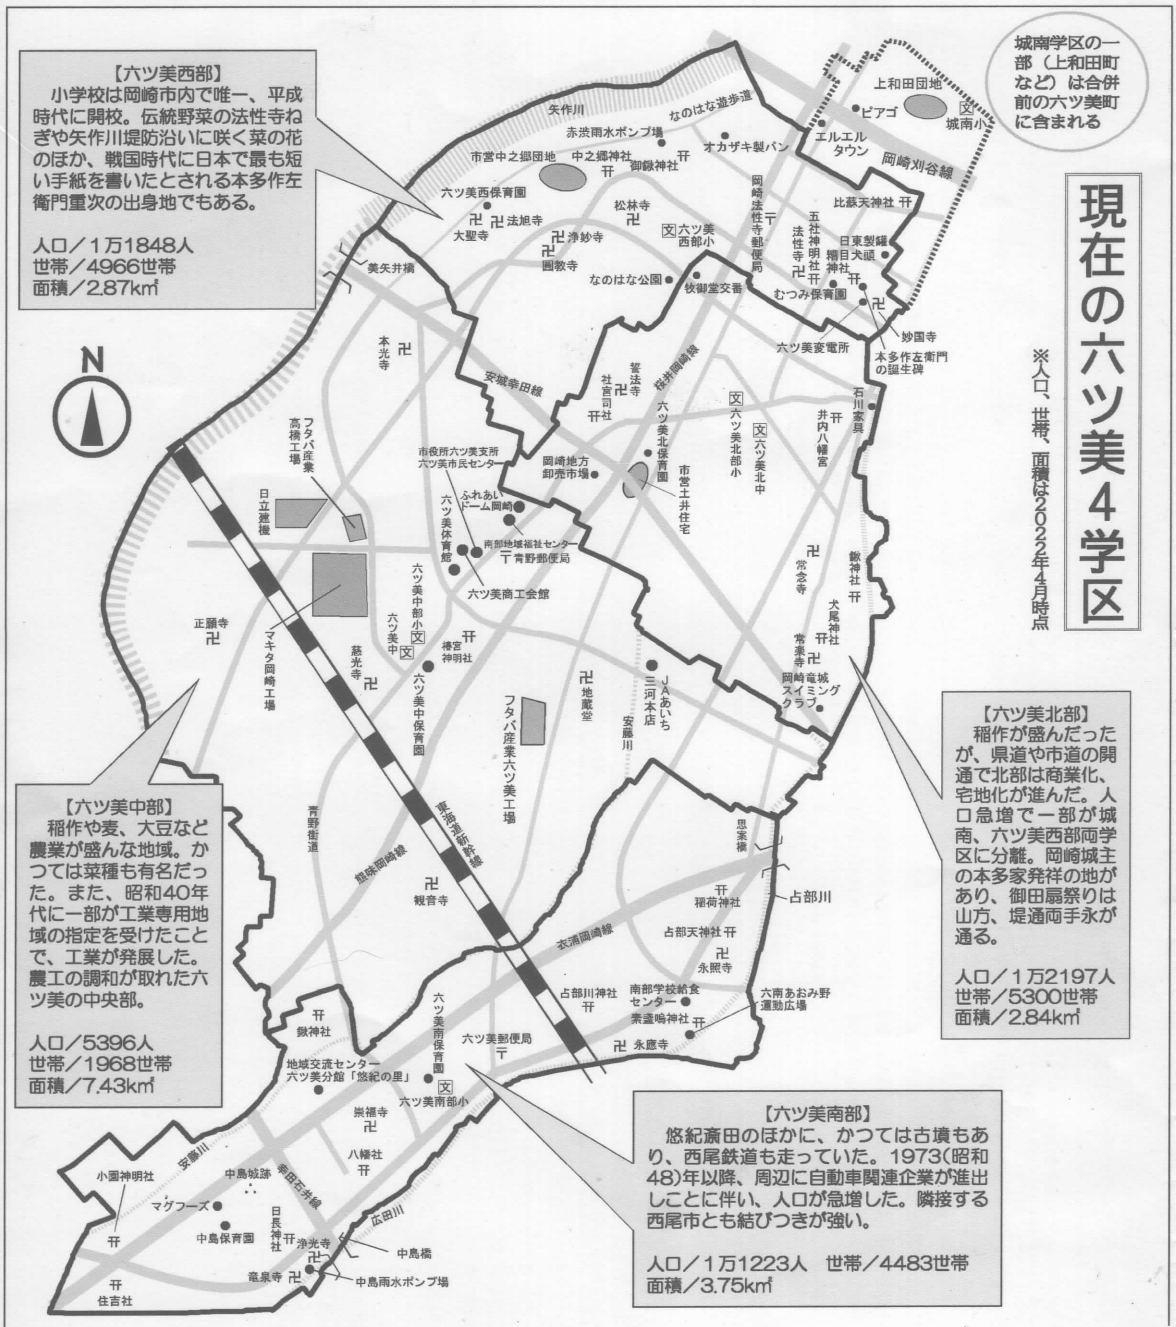 現在の六ツ美4学区
※人口、世帯、面積は2022年4月時点
城南学区の一
部（上和田町
など）は合併
前の六ツ美町
に含まれる
【六ツ美西部】
小学校は岡崎市内で唯一、平成
時代に開校。伝統野菜の法性寺ね
ぎや矢作川堤防沿いに咲く菜の花
のほか、戦国時代に日本で最も短
い手紙を書いたとされる本多作左
衛門重次の出身地でもある。
人口／1万1848人
世帯／4966世帯
面積／2.87k㎡
N
矢作川
なのはな遊歩道
赤渋雨水ポンプ場
市営中之郷団地
中之郷神社
御鍬神社
オカザキ製パン
六ツ美西保育園
大聖寺
法旭寺
浄妙寺
圓教寺
松林寺
文
六ツ美
西部小
なのはな公園
牧御堂交番
岡崎法性寺郵便局
〒
上和田団地
ピアゴ
文
城南小
エルエル
タウン
岡崎刈谷線
比蘇天神社
五社神明社
法性寺
日東製罐
犬頭
糟目
神社
むつみ保育園
妙国寺
六ツ美変電所
本多作左衛門
の誕生碑
美矢井橋
本光寺
安城幸田線
桜井岡崎線
誓法寺
社宮司社
六ツ美北保育園
文
六ツ美北部小
文
六ツ美北中
井内八幡宮
石川家具
岡崎地方
卸売市場
市営土井住宅
フタバ産業
高橋工場
日立建機
市役所六ツ美支所
六ツ美市民センター
ふれあい
ドーム岡崎
六ツ美体育館
南部地域福祉センター
〒青野郵便局
六ツ美商工会館
六ツ美中部小
文
六ツ美中
文
椿宮
神明社
正願寺
マキタ岡崎工場
慈光寺
六ツ美中保育園
フタバ産業六ツ美工場
地蔵堂
JAあいち
三河本店
安藤川
常念寺
鍬神社
犬尾神社
常楽寺
岡崎竜城
スイミング
クラブ
【六ツ美北部】
稲作が盛んだった
が、県道や市道の開
通で北部は商業化、
宅地化が進んだ。人
口急増で一部が城
南、六ツ美西部両学
区に分離。岡崎城主
の本多家発祥の地が
あり、御田扇祭りは
山方、堤通両手永が
通る。
人口／1万2197人
世帯／5300世帯
面積／2.84k㎡
【六ツ美中部】
稲作や麦、大豆など
農業が盛んな地域。か
つては菜種も有名だっ
た。また、昭和40年
代に一部が工業専用地
域の指定を受けたこと
で、工業が発展した。
農工の調和が取れた六
ツ美の中央部。
人口／5396人
世帯／1968世帯
面積／7.43k㎡
青野街道
熊味岡崎線
東海道新幹線
観音寺
衣浦岡崎線
思案橋
占部川
稲荷神社
占部天神社
永照寺
南部学校給食
センター
素盞嗚神社
六南あおみ野
運動広場
永應寺
占部川神社
鍬神社
六ツ美南保育園
六ツ美郵便局
〒
地域交流センター
六ツ美分館「悠紀の里」
文
六ツ美南部小
崇福寺
八幡社
安藤川
小園神明社
中島城跡
幸田石井線
マグフーズ
中島保育園
日長神社
浄光寺
広田川
中島橋
竜泉寺
中島雨水ポンプ場
住吉社
【六ツ美南部】
悠紀斎田のほかに、かつては古墳もあ
り、西尾鉄道も走っていた。1973(昭和
48)年以降、周辺に自動車関連企業が進出
しことに伴い、人口が急増した。隣接する
西尾市とも結びつきが強い。
人口／1万1223人　世帯／4483世帯
面積／3.75k㎡